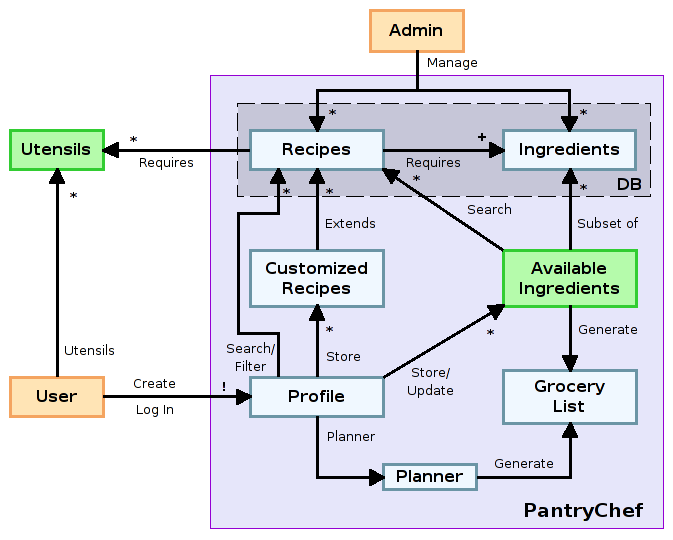 Admin
Manage
*
*
Utensils
*
Requires
Recipes
+
Requires
Ingredients
DB
*
*
*
*
*
Search
Extends
Subset of
Customized
Recipes
Available
Ingredients
*
*
Search/
Filter
Store
Store/
Update
Generate
Utensils
User
Create
Log In
!
Profile
Grocery
List
Planner
Planner
Generate
PantryChef